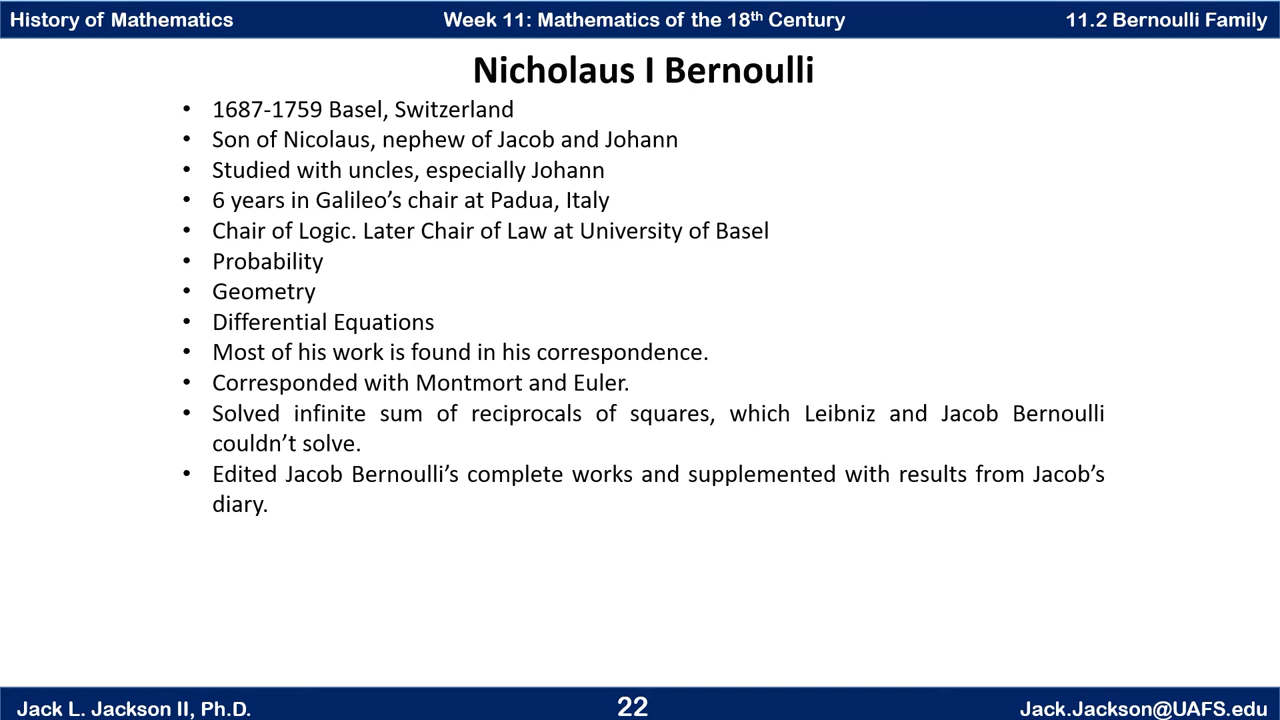 History of Mathematics Week 11: Mathematics of the 18th Century 11.2 Bernoulli Family
Nicholaus I Bernoulli
• 1687-1759 Basel, Switzerland
• Son of Nicolaus, nephew of Jacob and Johann
• Studied with uncles, especially Johann
• 6 years in Galileo’s chair at Padua, Italy
• Chair of Logic. Later Chair of Law at University of Basel
• Probability
• Geometry
• Differential Equations
• Most of his work is found in his correspondence.
• Corresponded with Montmort and Euler.
• Solved infinite sum of reciprocals of squares, which Leibniz and Jacob Bernoulli
couldn’t solve.
• Edited Jacob Bernoulli’s complete works and supplemented with results from Jacob’s
diary.
Jack L. Jackson II, Ph.D. 22 Jack.Jackson@UAFS.edu